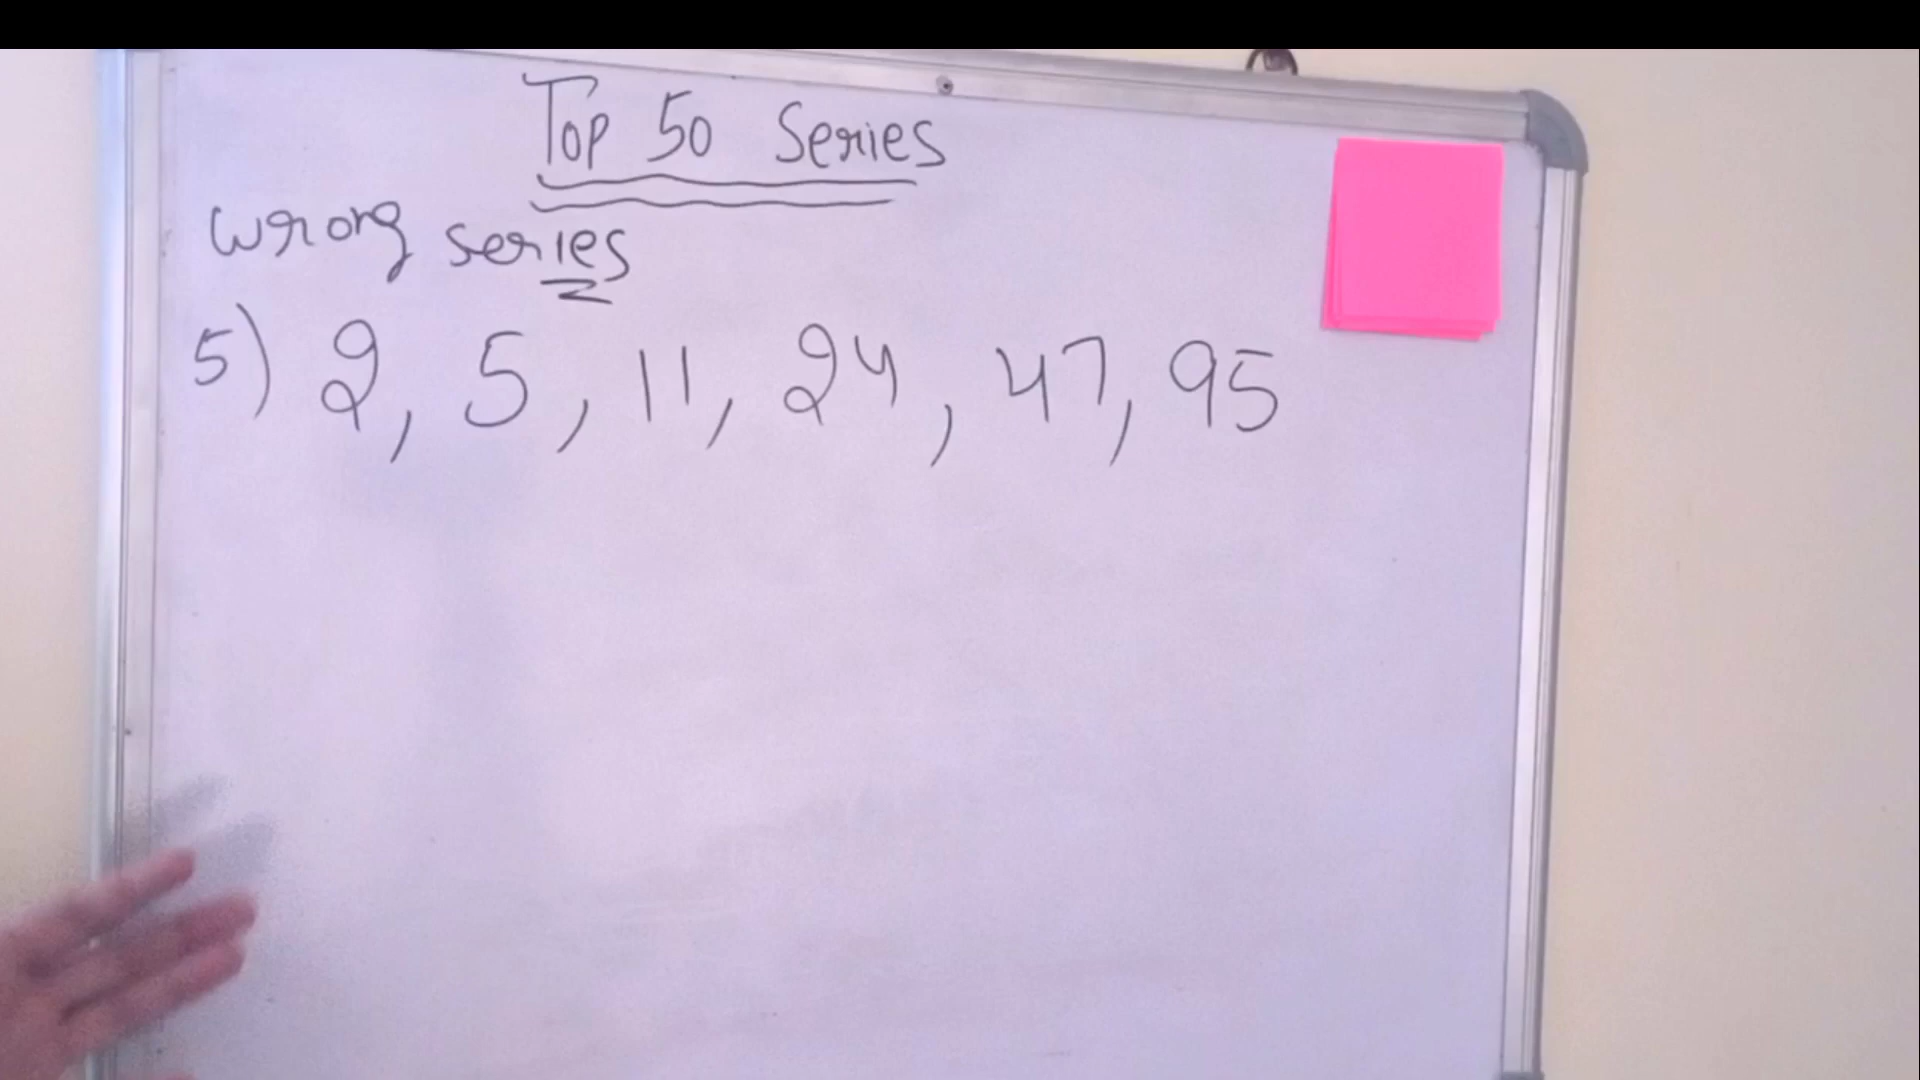 Top 50 Series
wrong series
5) 2, 5, 11, 24, 47, 95